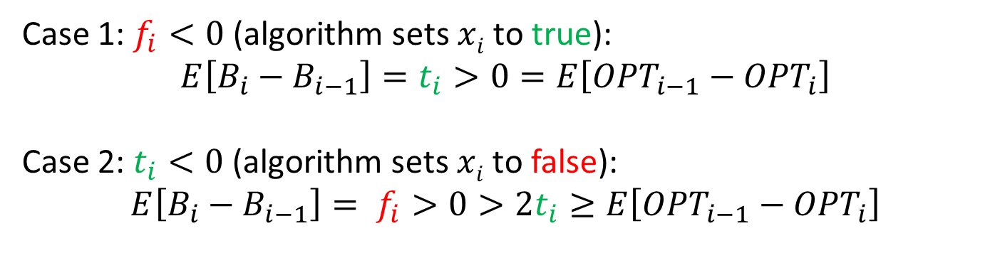 Case 1: $f_i < 0$ (algorithm sets $x_i$ to true):
$E[B_i - B_{i-1}] = t_i > 0 = E[OPT_{i-1} - OPT_i]$
Case 2: $t_i < 0$ (algorithm sets $x_i$ to false):
$E[B_i - B_{i-1}] = f_i > 0 > 2t_i \geq E[OPT_{i-1} - OPT_i]$